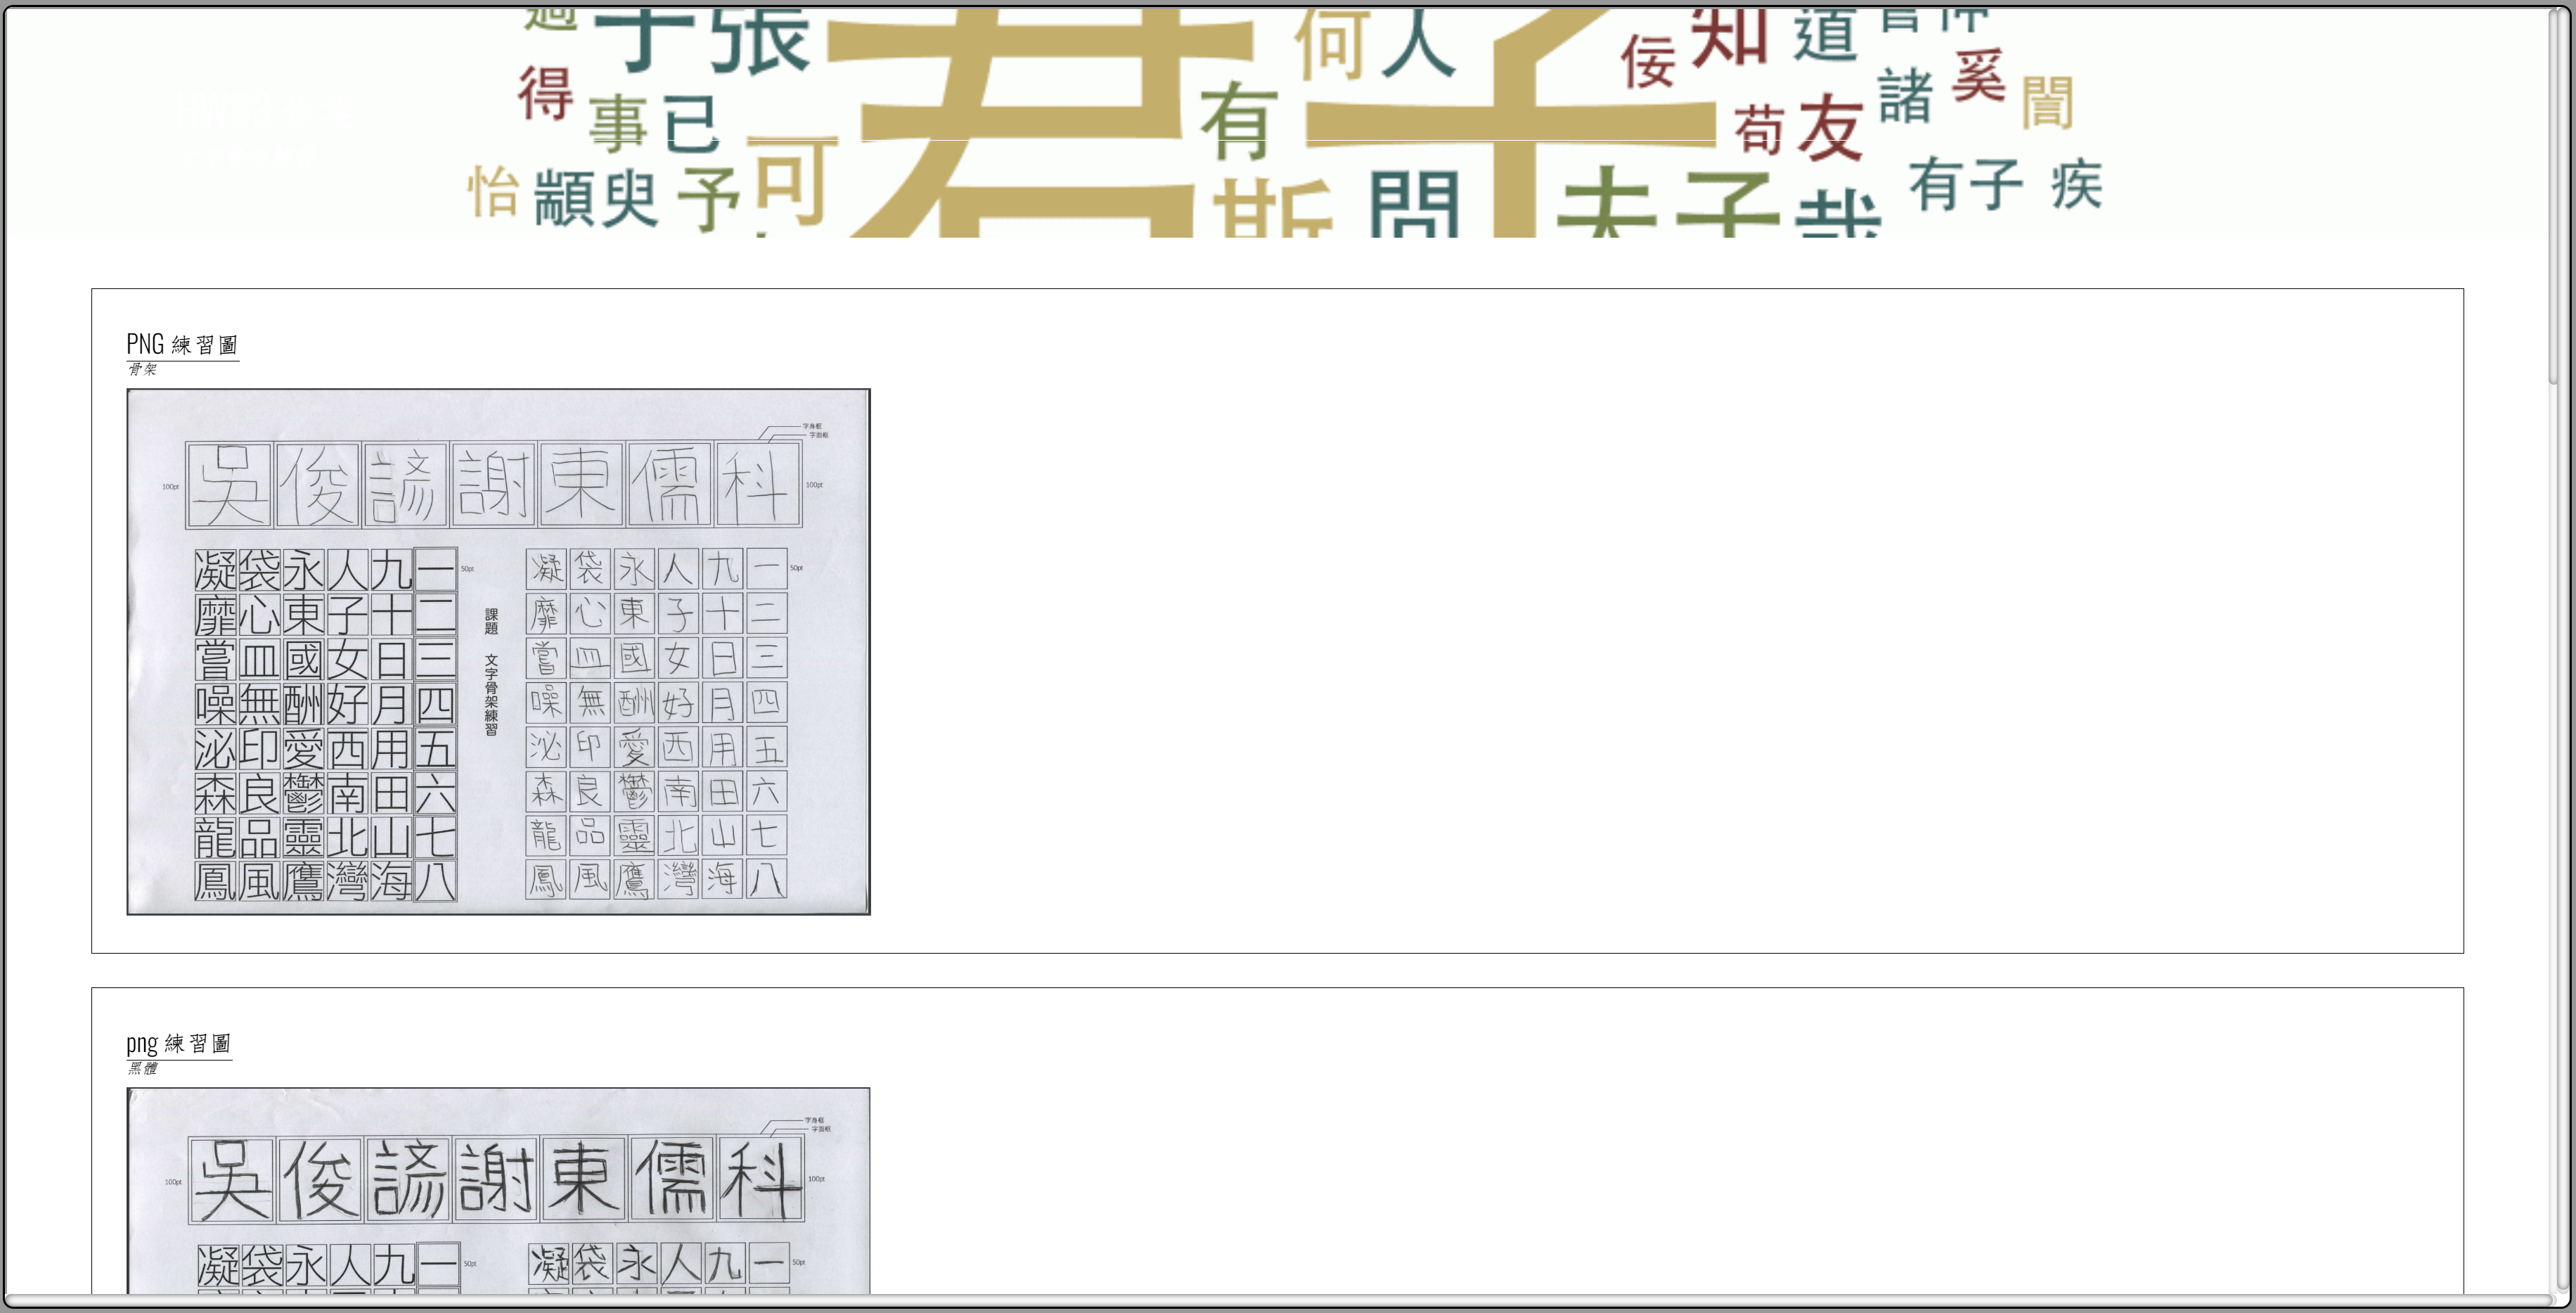 子張 君子 何人 佞 知 道
得 事 已 有 苟 友 諸 奚 誾
怡 顓臾 予 可 斯 問 夫子 哉 有子 疾
PNG 練習圖
骨架
字身框
字面框
100pt 吳俊諺謝東儒科 100pt
凝袋永人九一 50pt 凝袋永人九一 50pt
靡心東子十二 靡心東子十二
嘗皿國女日三 嘗皿國女日三
噪無酬好月四 噪無酬好月四
泌印愛西用五 泌印愛西用五
森良鬱南田六 森良鬱南田六
龍品靈北山七 龍品靈北山七
鳳風鷹灣海八 鳳風鷹灣海八
課題 文字骨架練習
png 練習圖
黑體
字身框
字面框
100pt 吳俊諺謝東儒科 100pt
凝袋永人九一 50pt 凝袋永人九一 50pt